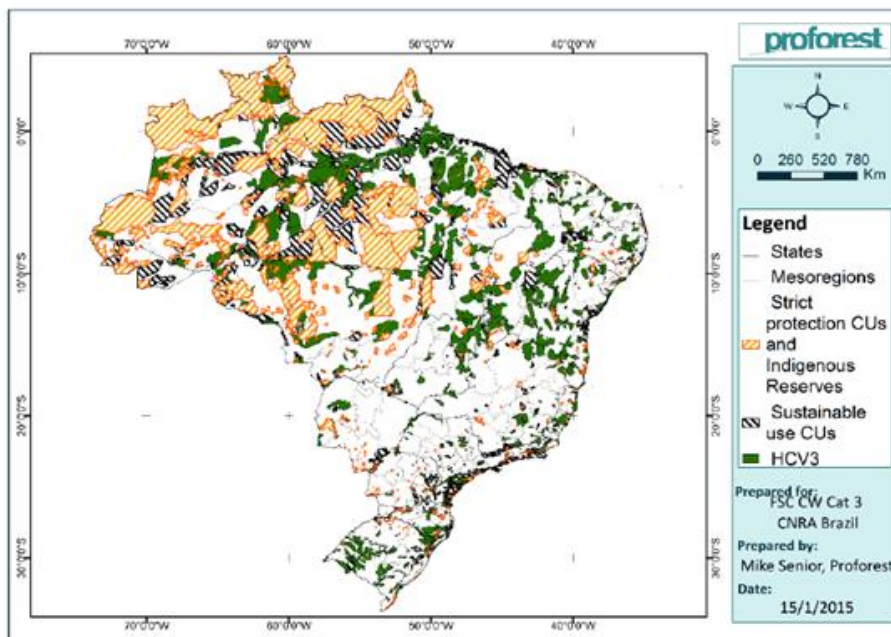 proforest
70°0'0"W 60°0'0"W 50°0'0"W 40°0'0"W
N
W E
S
0 260 520 780
Km
0°0'0"
0°0'0"
10°0'0"S
10°0'0"S
20°0'0"S
20°0'0"S
30°0'0"S
30°0'0"S
70°0'0"W 60°0'0"W 50°0'0"W 40°0'0"W
Legend
States
Mesoregions
Strict
protection CUs
and
Indigenous
Reserves
Sustainable
use CUs
HCV3
Prepared for:
FSC CW Cat 3
CNRA Brazil
Prepared by:
Mike Senior, Proforest
Date:
15/1/2015